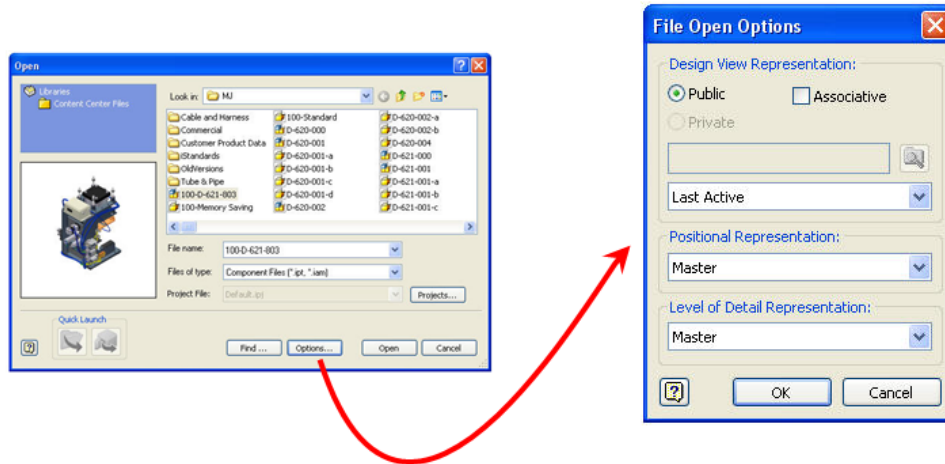 Open
Libraries
Content Center Files
Look in: MJ
Cable and Harness
Commercial
Customer Product Data
iStandards
OldVersions
Tube & Pipe
100-D-621-803
100-Memory Saving
100-Standard
D-620-000
D-620-001
D-620-001-a
D-620-001-b
D-620-001-c
D-620-001-d
D-620-002
D-620-002-a
D-620-002-b
D-620-004
D-621-000
D-621-001
D-621-001-a
D-621-001-b
D-621-001-c
File name: 100-D-621-803
Files of type: Component Files (*.ipt, *.iam)
Project File: Default.ipj Projects...
Quick Launch
Find ... Options... Open Cancel
File Open Options
Design View Representation:
Public Associative
Private
Last Active
Positional Representation:
Master
Level of Detail Representation:
Master
OK Cancel